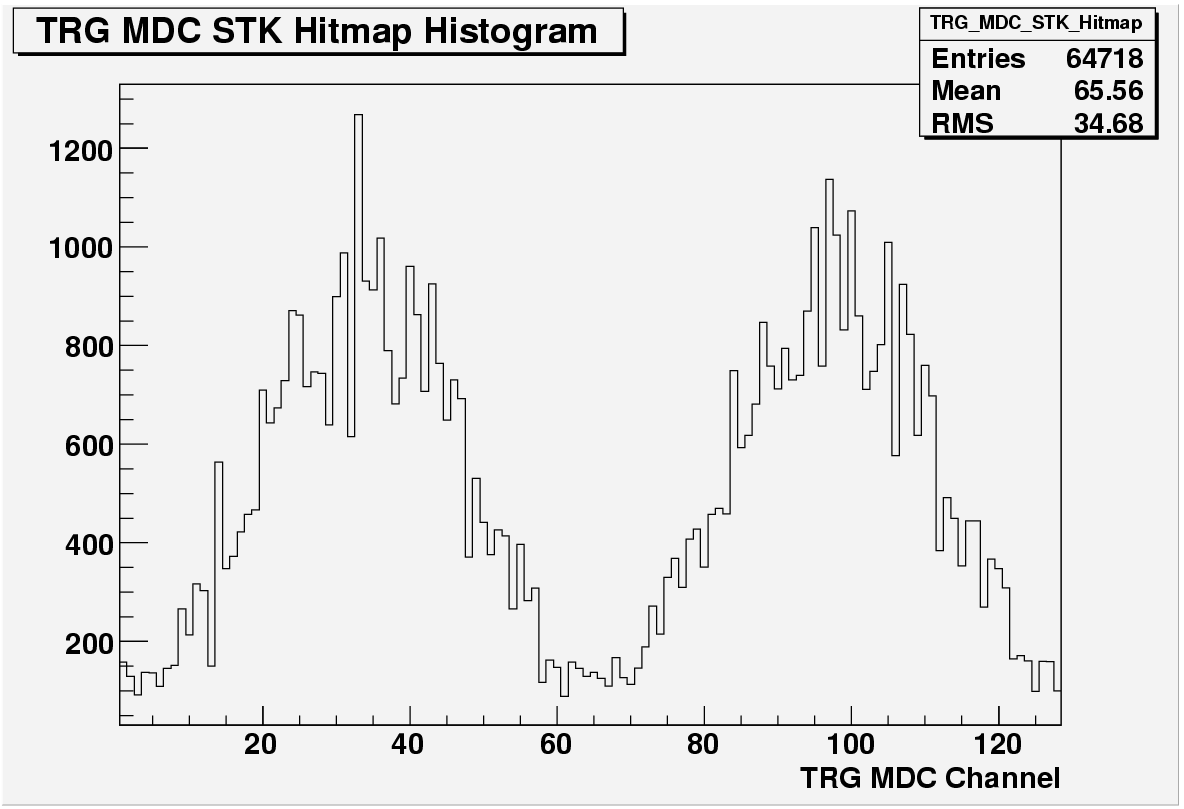 TRG MDC STK Hitmap Histogram
TRG_MDC_STK_Hitmap
Entries 64718
Mean 65.56
RMS 34.68
1200
1000
800
600
400
200
20 40 60 80 100 120
TRG MDC Channel